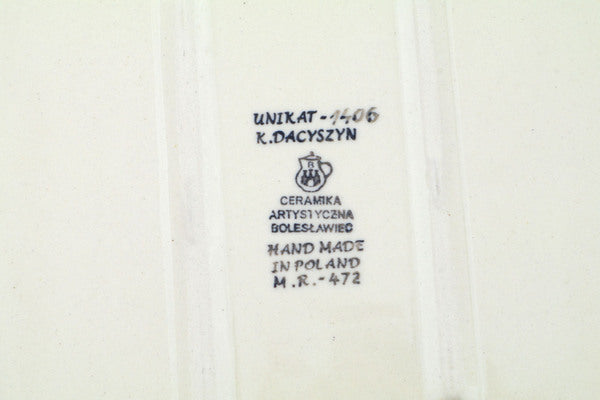 UNIKAT-1406
K.DACYSZYN
B
CERAMIKA
ARTYSTYCZNA
BOLESŁAWIEC
HAND MADE
IN POLAND
M.R.-472